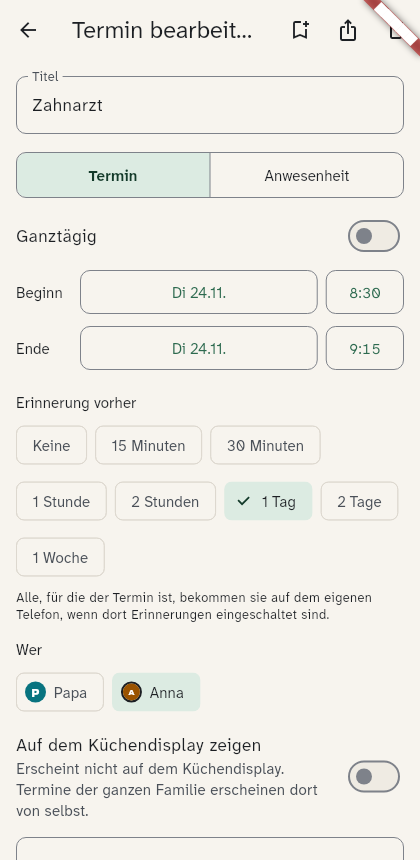 Termin bearbeit...
Titel
Zahnarzt
Termin
Anwesenheit
Ganztägig
Beginn
Di 24.11.
8:30
Ende
Di 24.11.
9:15
Erinnerung vorher
Keine
15 Minuten
30 Minuten
1 Stunde
2 Stunden
1 Tag
2 Tage
1 Woche
Alle, für die der Termin ist, bekommen sie auf dem eigenen
Telefon, wenn dort Erinnerungen eingeschaltet sind.
Wer
P Papa
A Anna
Auf dem Küchendisplay zeigen
Erscheint nicht auf dem Küchendisplay.
Termine der ganzen Familie erscheinen dort
von selbst.